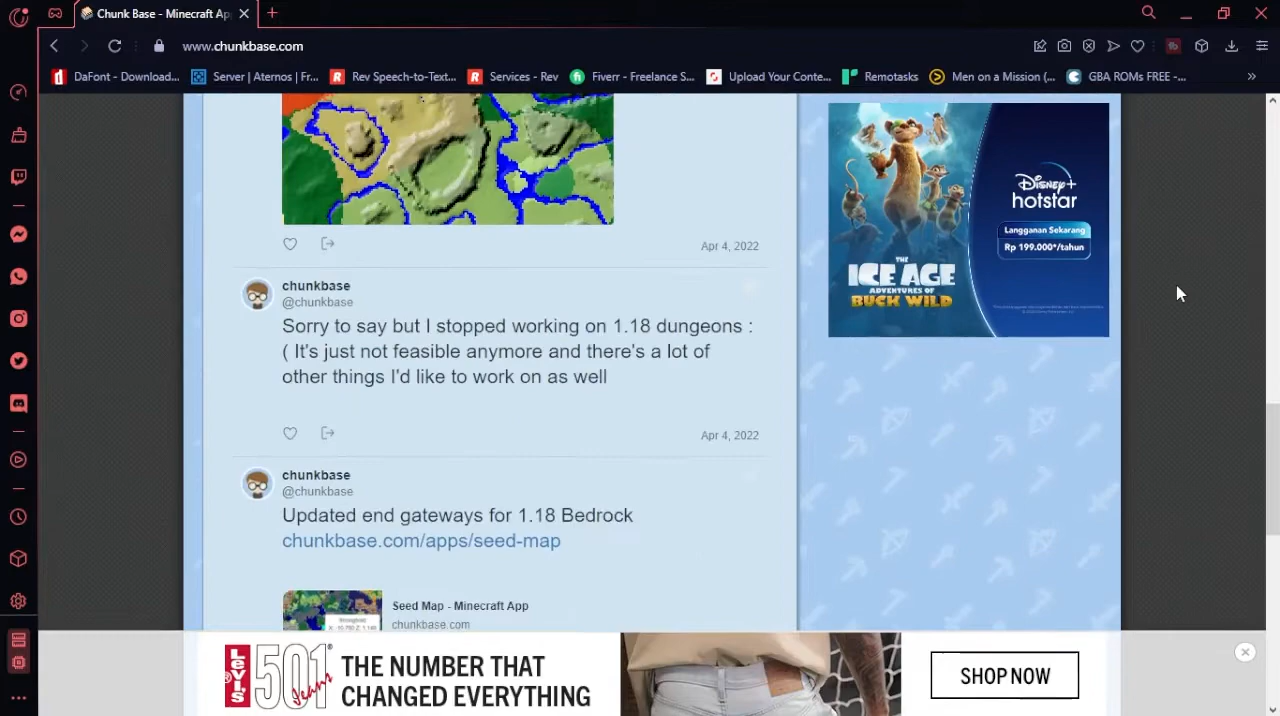 Chunk Base - Minecraft Ap
www.chunkbase.com
DaFont - Download...
Server | Aternos | Fr...
Rev Speech-to-Text...
Services - Rev
Fiverr - Freelance S...
Upload Your Conte...
Remotasks
Men on a Mission (...
GBA ROMs FREE -...
Apr 4, 2022
chunkbase
@chunkbase
Sorry to say but I stopped working on 1.18 dungeons :
( It's just not feasible anymore and there's a lot of
other things I'd like to work on as well
Apr 4, 2022
chunkbase
@chunkbase
Updated end gateways for 1.18 Bedrock
chunkbase.com/apps/seed-map
Seed Map - Minecraft App
chunkbase.com
Disney+
hotstar
Langganan Sekarang
Rp 199.000*/tahun
THE
ICE AGE
ADVENTURES OF
BUCK WILD
Levi's
501®
Jeans
THE NUMBER THAT
CHANGED EVERYTHING
SHOP NOW